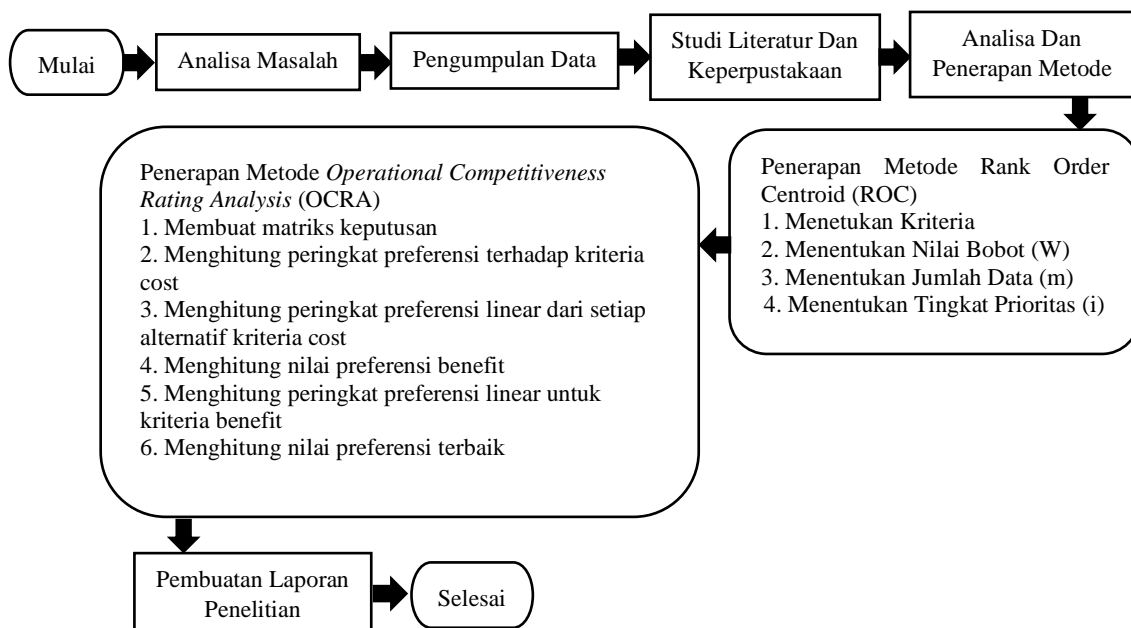 Mulai
Analisa Masalah
Pengumpulan Data
Studi Literatur Dan
Keperpustakaan
Analisa Dan
Penerapan Metode
Penerapan Metode Rank Order
Centroid (ROC)
1. Menetukan Kriteria
2. Menentukan Nilai Bobot (W)
3. Menentukan Jumlah Data (m)
4. Menentukan Tingkat Prioritas (i)
Penerapan Metode Operational Competitiveness
Rating Analysis (OCRA)
1. Membuat matriks keputusan
2. Menghitung peringkat preferensi terhadap kriteria
cost
3. Menghitung peringkat preferensi linear dari setiap
alternatif kriteria cost
4. Menghitung nilai preferensi benefit
5. Menghitung peringkat preferensi linear untuk
kriteria benefit
6. Menghitung nilai preferensi terbaik
Pembuatan Laporan
Penelitian
Selesai